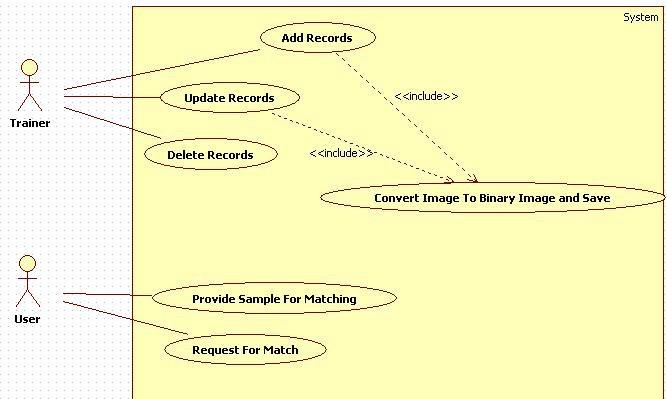 System
Add Records
<<include>>
Update Records
Trainer
Delete Records
<<include>>
Convert Image To Binary Image and Save
Provide Sample For Matching
User
Request For Match